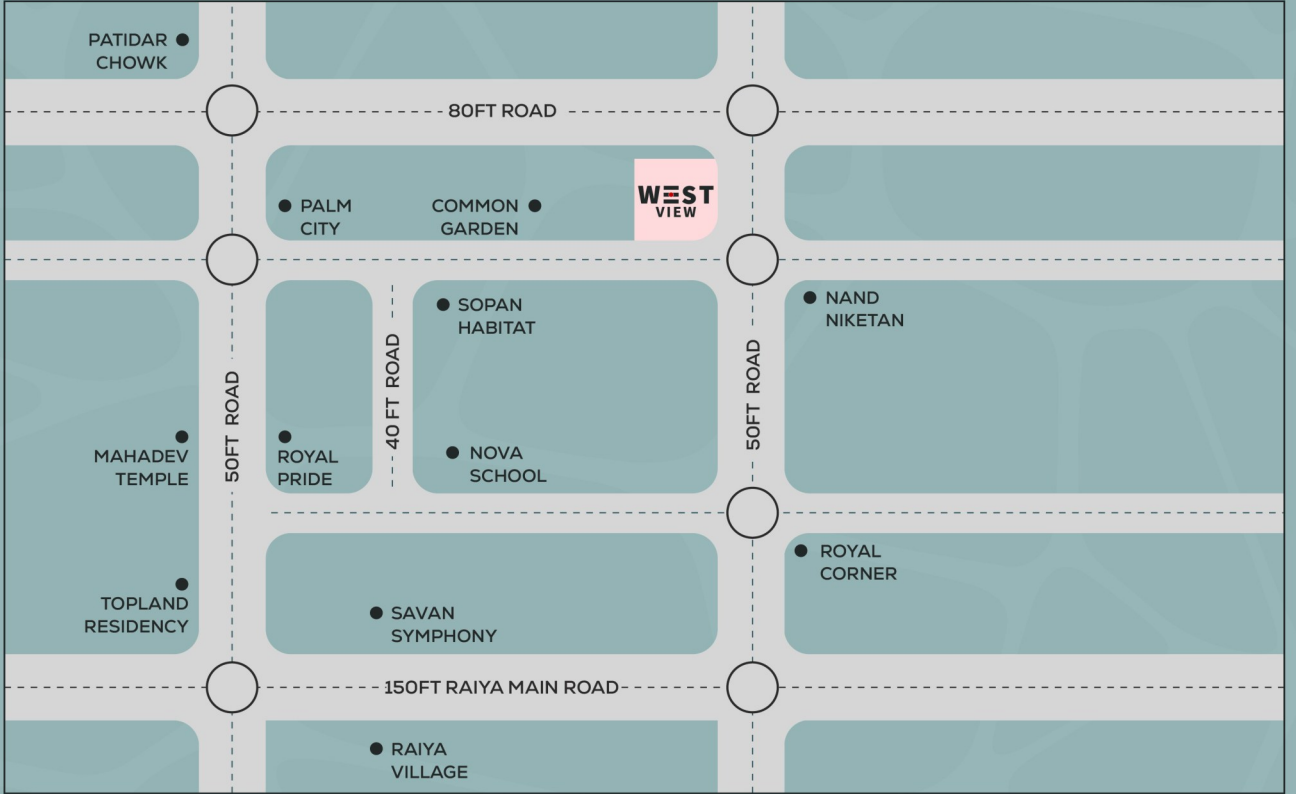 PATIDAR
CHOWK
80FT ROAD
PALM
CITY
COMMON
GARDEN
WEST
VIEW
SOPAN
HABITAT
NAND
NIKETAN
50FT ROAD
40 FT ROAD
50FT ROAD
MAHADEV
TEMPLE
ROYAL
PRIDE
NOVA
SCHOOL
ROYAL
CORNER
TOPLAND
RESIDENCY
SAVAN
SYMPHONY
150FT RAIYA MAIN ROAD
RAIYA
VILLAGE